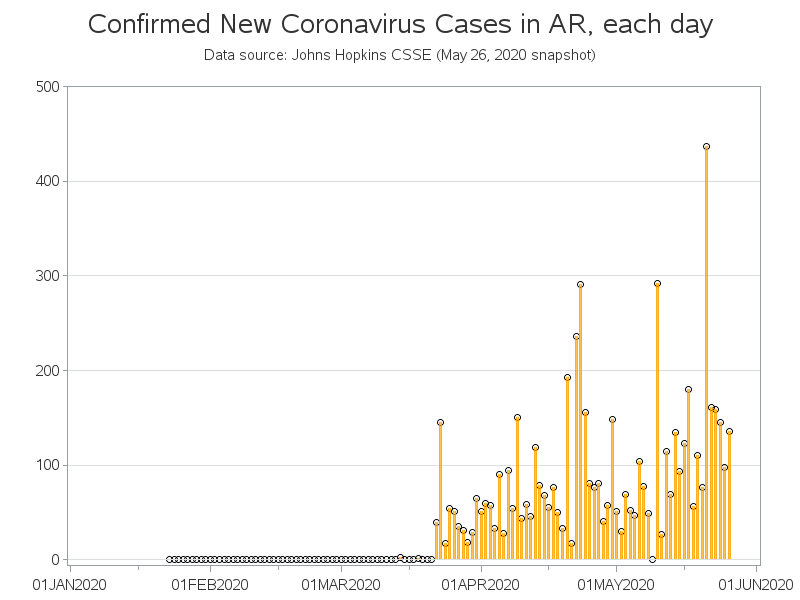 Confirmed New Coronavirus Cases in AR, each day
Data source: Johns Hopkins CSSE (May 26, 2020 snapshot)
500
400
300
200
100
0
01JAN2020 01FEB2020 01MAR2020 01APR2020 01MAY2020 01JUN2020